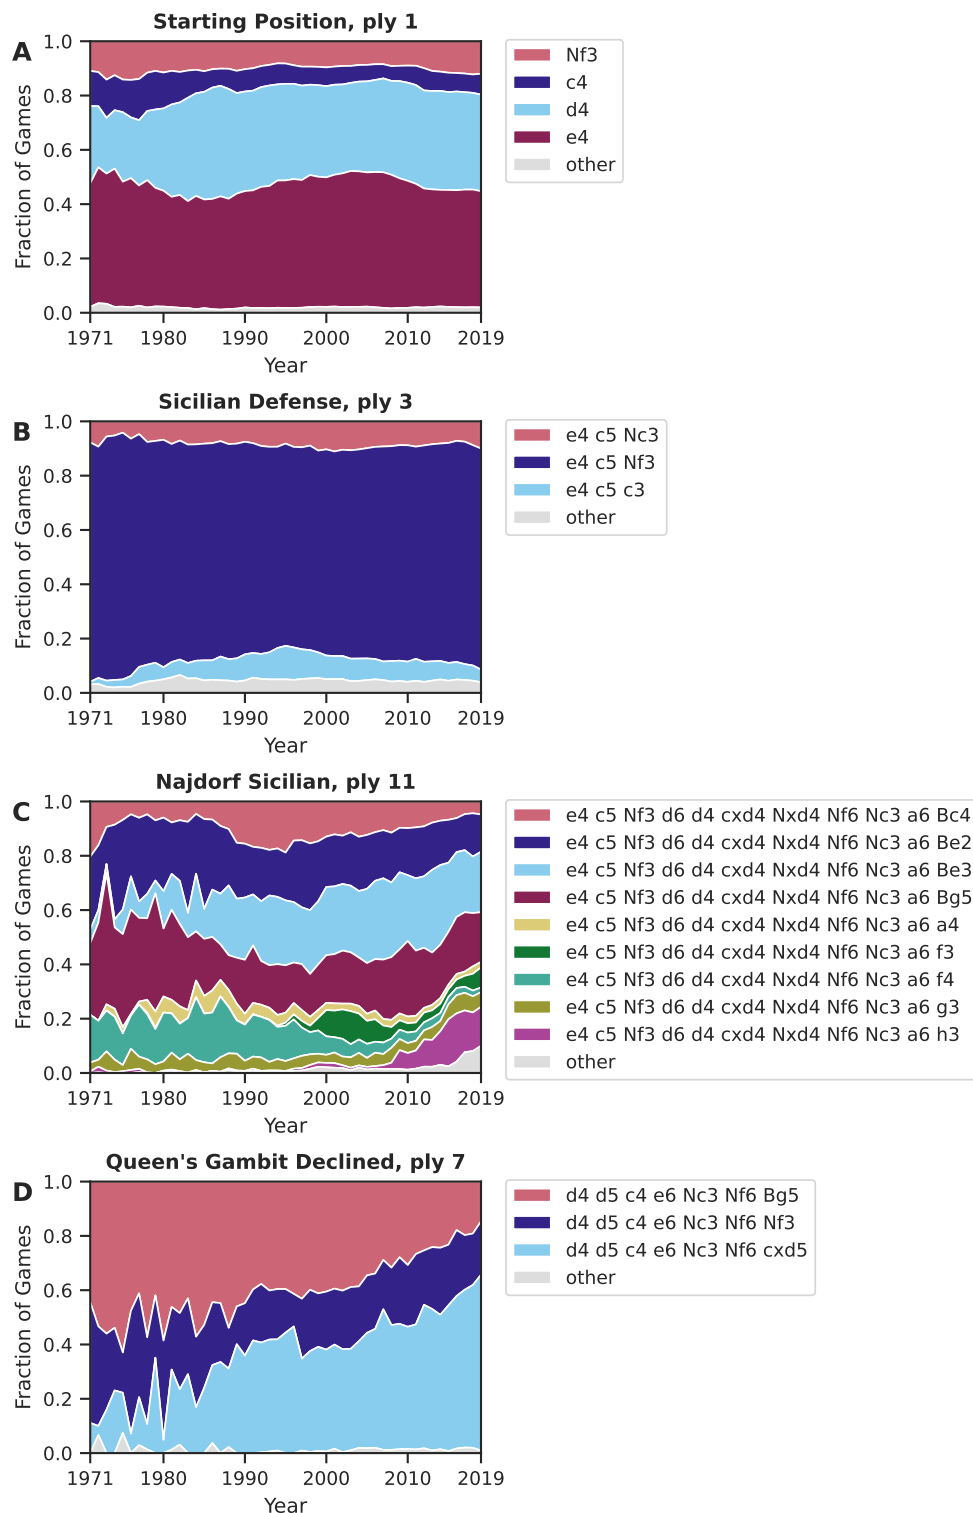 Starting Position, ply 1
A
Fraction of Games
1.0
0.8
0.6
0.4
0.2
0.0
1971
1980
1990
2000
2010
2019
Year
Nf3
c4
d4
e4
other
Sicilian Defense, ply 3
B
Fraction of Games
1.0
0.8
0.6
0.4
0.2
0.0
1971
1980
1990
2000
2010
2019
Year
e4 c5 Nc3
e4 c5 Nf3
e4 c5 c3
other
Najdorf Sicilian, ply 11
C
Fraction of Games
1.0
0.8
0.6
0.4
0.2
0.0
1971
1980
1990
2000
2010
2019
Year
e4 c5 Nf3 d6 d4 cxd4 Nxd4 Nf6 Nc3 a6 Bc4
e4 c5 Nf3 d6 d4 cxd4 Nxd4 Nf6 Nc3 a6 Be2
e4 c5 Nf3 d6 d4 cxd4 Nxd4 Nf6 Nc3 a6 Be3
e4 c5 Nf3 d6 d4 cxd4 Nxd4 Nf6 Nc3 a6 Bg5
e4 c5 Nf3 d6 d4 cxd4 Nxd4 Nf6 Nc3 a6 a4
e4 c5 Nf3 d6 d4 cxd4 Nxd4 Nf6 Nc3 a6 f3
e4 c5 Nf3 d6 d4 cxd4 Nxd4 Nf6 Nc3 a6 f4
e4 c5 Nf3 d6 d4 cxd4 Nxd4 Nf6 Nc3 a6 g3
e4 c5 Nf3 d6 d4 cxd4 Nxd4 Nf6 Nc3 a6 h3
other
Queen's Gambit Declined, ply 7
D
Fraction of Games
1.0
0.8
0.6
0.4
0.2
0.0
1971
1980
1990
2000
2010
2019
Year
d4 d5 c4 e6 Nc3 Nf6 Bg5
d4 d5 c4 e6 Nc3 Nf6 Nf3
d4 d5 c4 e6 Nc3 Nf6 cxd5
other